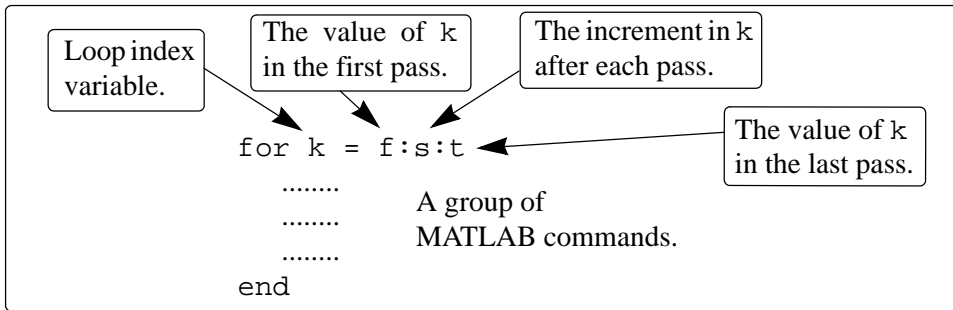 Loop index
variable.
The value of k
in the first pass.
The increment in k
after each pass.
The value of k
in the last pass.
for k = f:s:t
........
........
........
A group of
MATLAB commands.
end